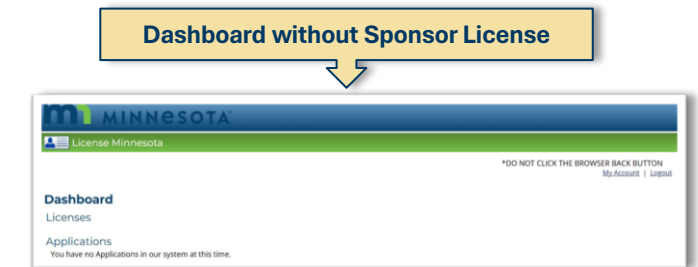 Dashboard without Sponsor License
mn MINNESOTA
License Minnesota
*DO NOT CLICK THE BROWSER BACK BUTTON
My Account | Logout
Dashboard
Licenses
Applications
You have no Applications in our system at this time.